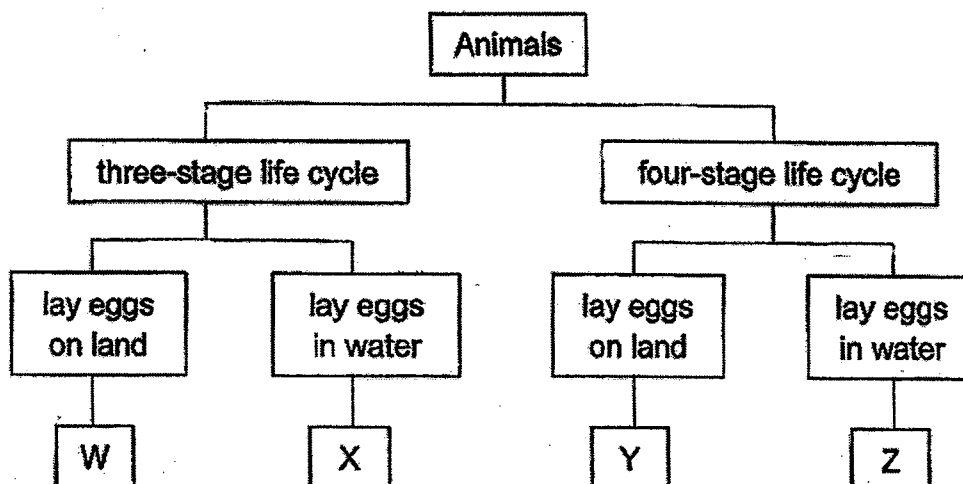 Animals
three-stage life cycle
four-stage life cycle
lay eggs
on land
lay eggs
in water
lay eggs
on land
lay eggs
in water
W
X
Y
Z